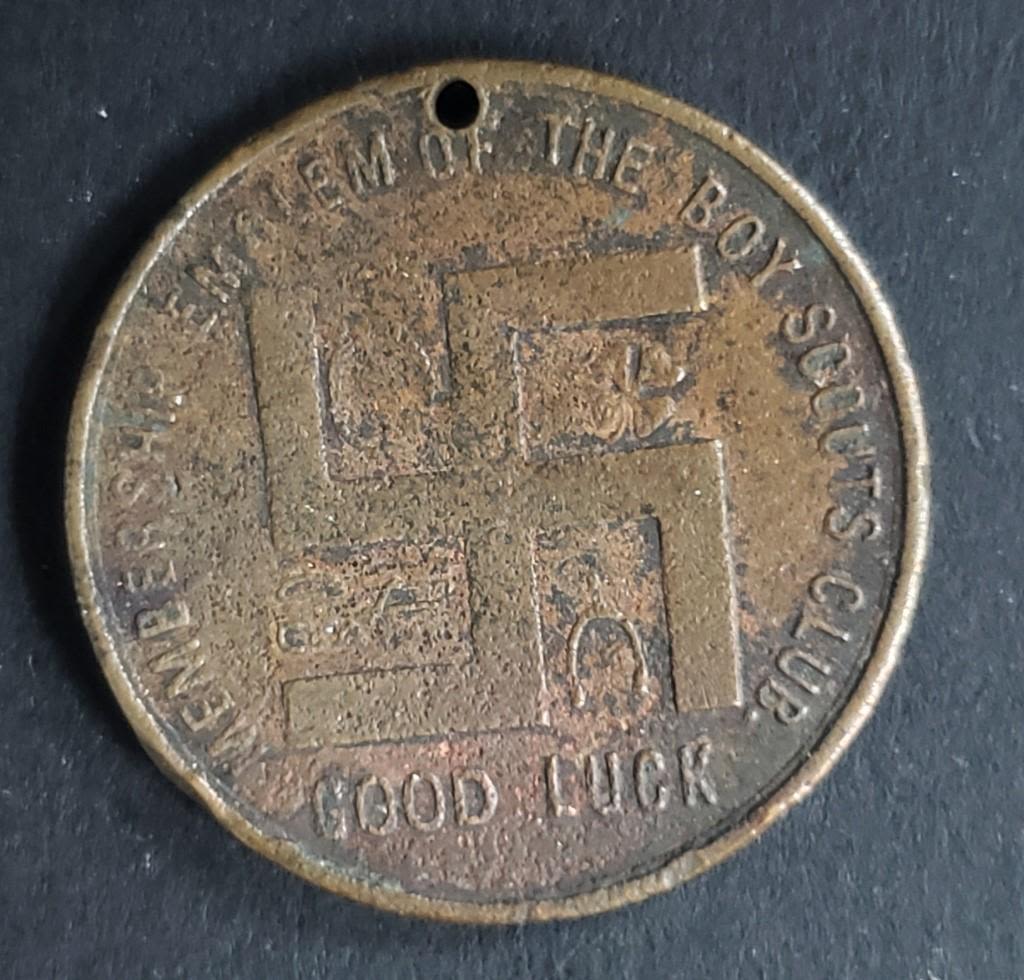 MEMBERSHIP EMBLEM OF THE BOY SCOUTS CLUB.
GOOD LUCK